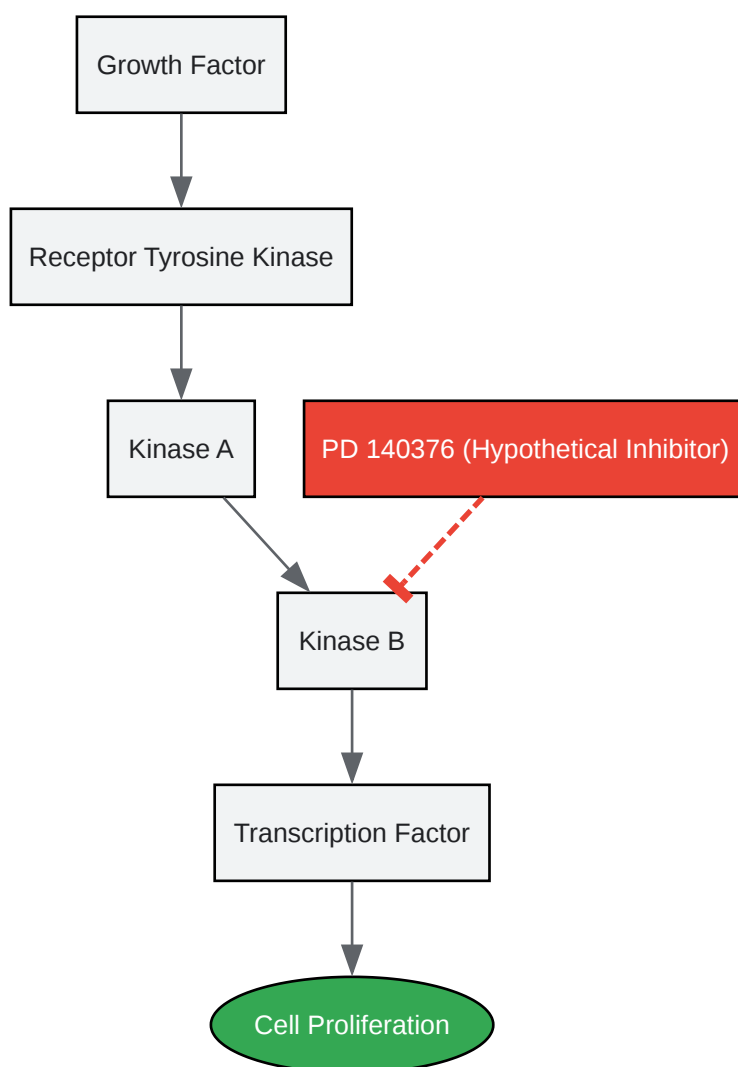 Growth Factor
Receptor Tyrosine Kinase
Kinase A
PD 140376 (Hypothetical Inhibitor)
Kinase B
Transcription Factor
Cell Proliferation